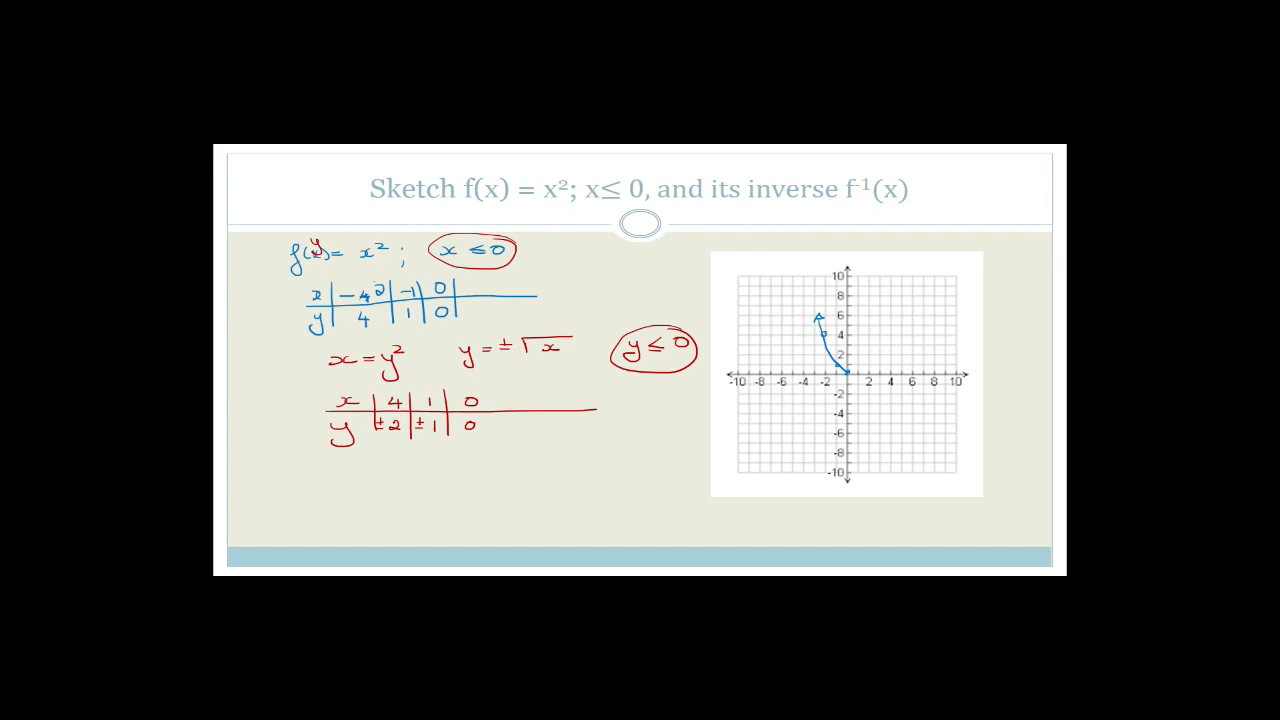 Sketch f(x) = x²; x≤ 0, and its inverse f⁻¹(x)
f(x) = x² ; x ≤ 0
y
x | -2 | -1 | 0 |
y | 4 | 1 | 0 |
x = y² y = ±√x y ≤ 0
x | 4 | 1 | 0
y | ±2 | ±1 | 0
10
8
6
4
2
-10 -8 -6 -4 -2 2 4 6 8 10
-2
-4
-6
-8
-10